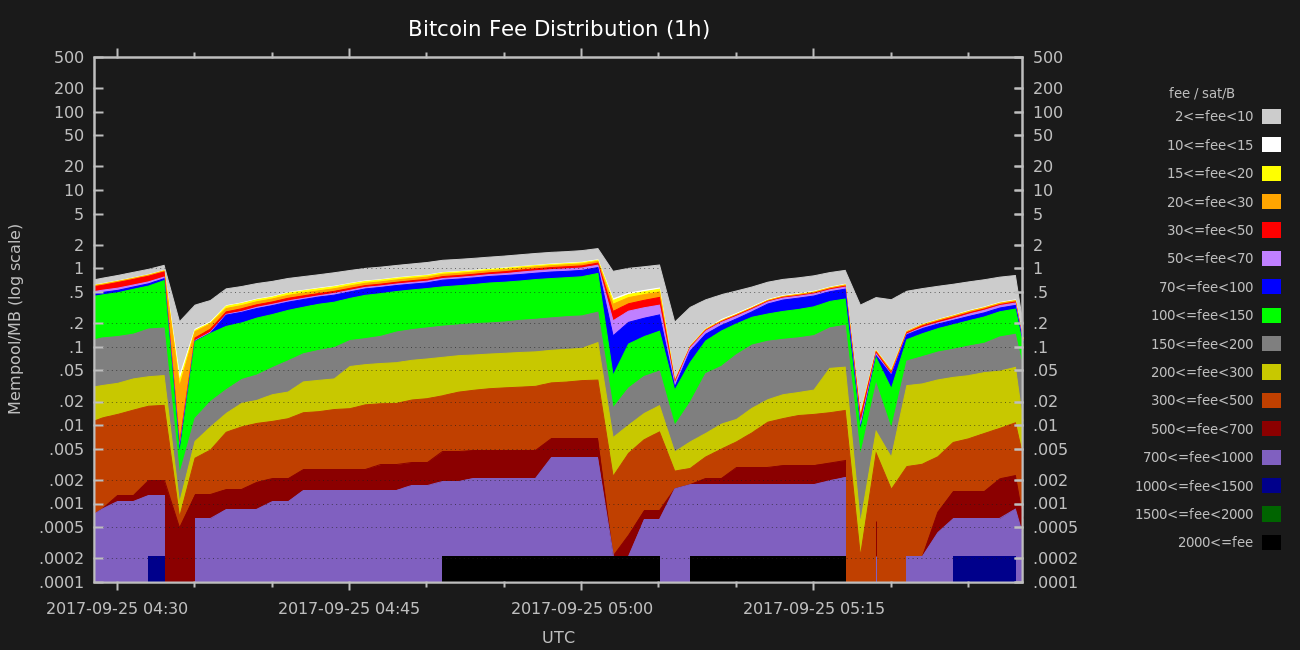 Bitcoin Fee Distribution (1h)
500 500
200 200
100 100
50 50
20 20
10 10
5 5
2 2
1 1
.5 .5
.2 .2
.1 .1
.05 .05
.02 .02
.01 .01
.005 .005
.002 .002
.001 .001
.0005 .0005
.0002 .0002
.0001 .0001
Mempool/MB (log scale)
2017-09-25 04:30 2017-09-25 04:45 2017-09-25 05:00 2017-09-25 05:15
UTC
fee / sat/B
2<=fee<10
10<=fee<15
15<=fee<20
20<=fee<30
30<=fee<50
50<=fee<70
70<=fee<100
100<=fee<150
150<=fee<200
200<=fee<300
300<=fee<500
500<=fee<700
700<=fee<1000
1000<=fee<1500
1500<=fee<2000
2000<=fee